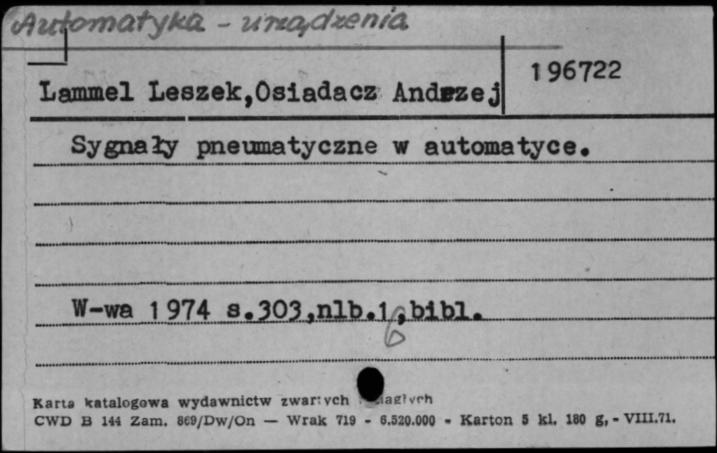 Automatyka - urządzenia
196722
Lammel Leszek,Osiadacz Andrzej
Sygnały pneumatyczne w automatyce.
W-wa 1974 s.303,nlb.1,bibl.
6
Karta katalogowa wydawnictw zwartych i ciągłych
CWD B 144 Zam. 869/Dw/On — Wrak 719 - 6.520.000 - Karton 5 kl. 180 g, - VIII.71.